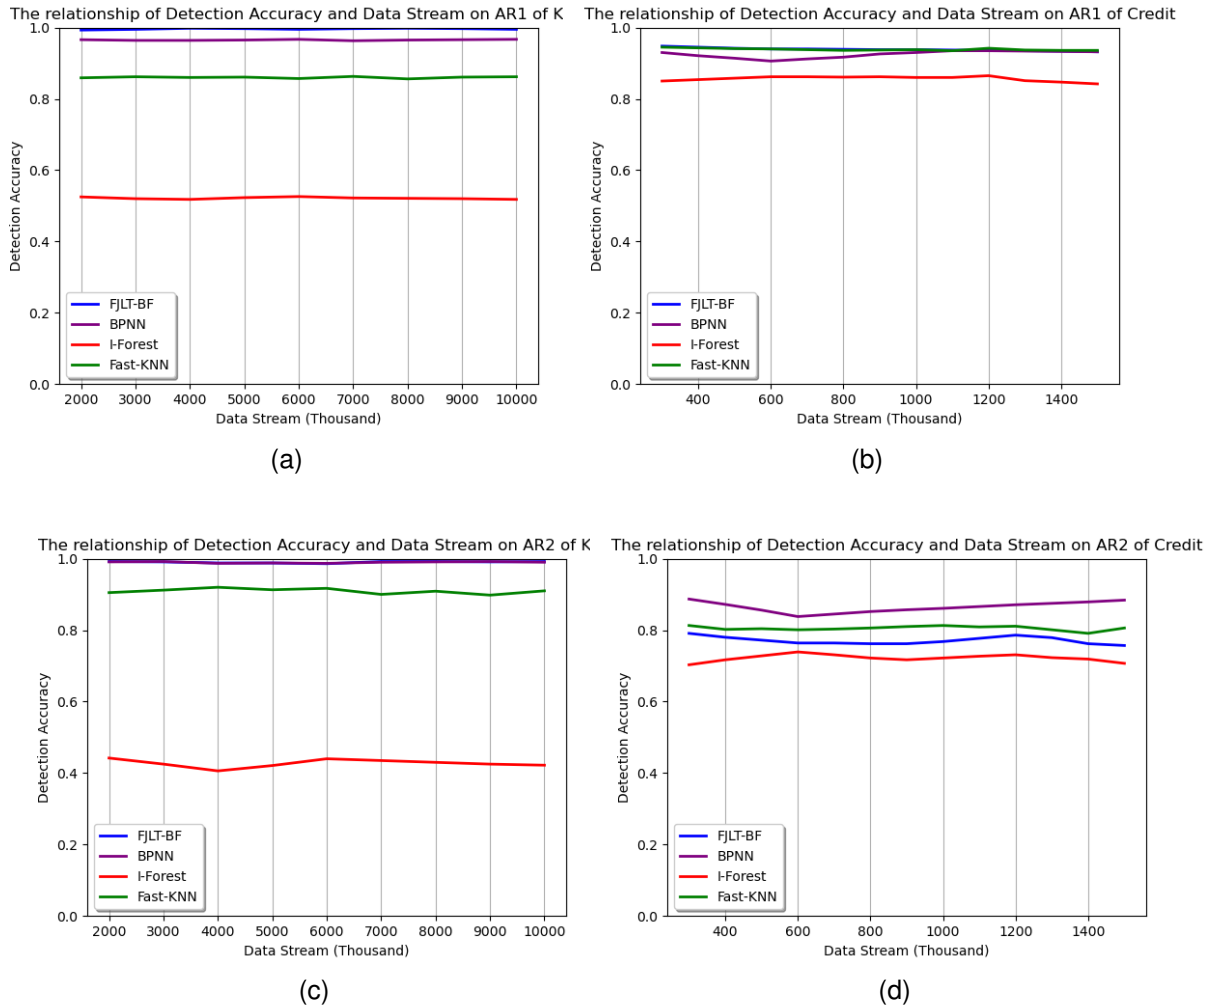 The relationship of Detection Accuracy and Data Stream on AR1 of K
1.0
0.8
0.6
0.4
0.2
0.0
Detection Accuracy
FJLT-BF
BPNN
I-Forest
Fast-KNN
2000 3000 4000 5000 6000 7000 8000 9000 10000
Data Stream (Thousand)
(a)
The relationship of Detection Accuracy and Data Stream on AR1 of Credit
1.0
0.8
0.6
0.4
0.2
0.0
Detection Accuracy
FJLT-BF
BPNN
I-Forest
Fast-KNN
400 600 800 1000 1200 1400
Data Stream (Thousand)
(b)
The relationship of Detection Accuracy and Data Stream on AR2 of K
1.0
0.8
0.6
0.4
0.2
0.0
Detection Accuracy
FJLT-BF
BPNN
I-Forest
Fast-KNN
2000 3000 4000 5000 6000 7000 8000 9000 10000
Data Stream (Thousand)
(c)
The relationship of Detection Accuracy and Data Stream on AR2 of Credit
1.0
0.8
0.6
0.4
0.2
0.0
Detection Accuracy
FJLT-BF
BPNN
I-Forest
Fast-KNN
400 600 800 1000 1200 1400
Data Stream (Thousand)
(d)